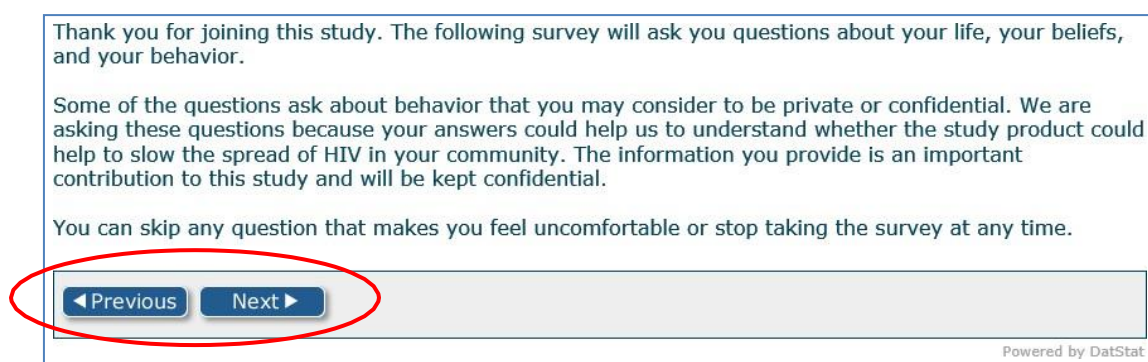 Thank you for joining this study. The following survey will ask you questions about your life, your beliefs,
and your behavior.
Some of the questions ask about behavior that you may consider to be private or confidential. We are
asking these questions because your answers could help us to understand whether the study product could
help to slow the spread of HIV in your community. The information you provide is an important
contribution to this study and will be kept confidential.
You can skip any question that makes you feel uncomfortable or stop taking the survey at any time.
◀Previous Next▶
Powered by DatStat